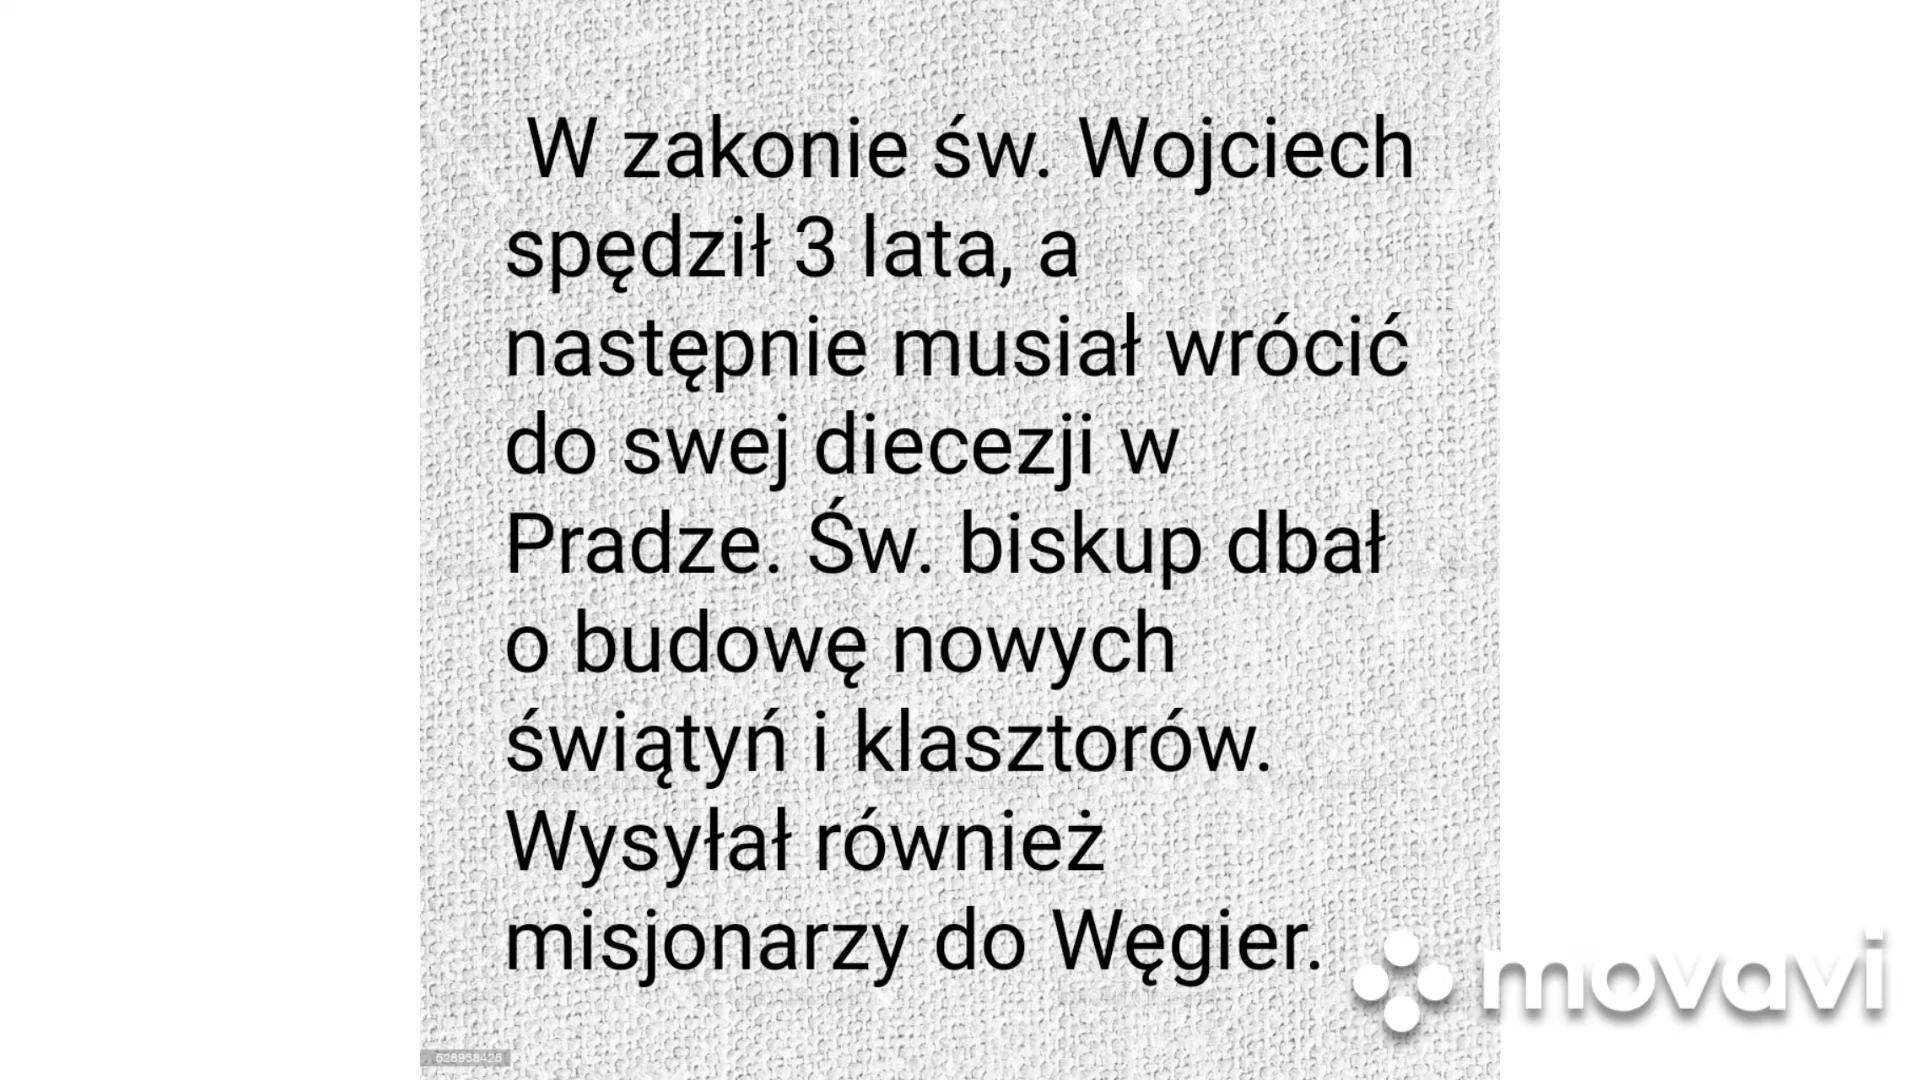 W zakonie św. Wojciech
spędził 3 lata, a
następnie musiał wrócić
do swej diecezji w
Pradze. Św. biskup dbał
o budowę nowych
świątyń i klasztorów.
Wysyłał również
misjonarzy do Węgier.
movavi
528958426